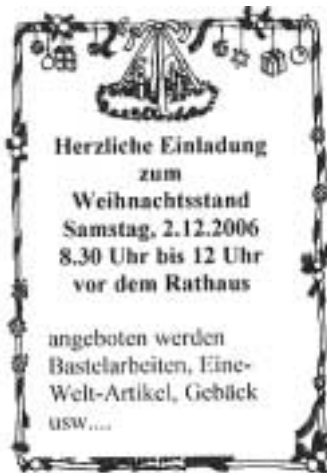 Herzliche Einladung
zum
Weihnachtsstand
Samstag, 2.12.2006
8.30 Uhr bis 12 Uhr
vor dem Rathaus
angeboten werden
Bastelarbeiten, Eine-
Welt-Artikel, Gebäck
usw....